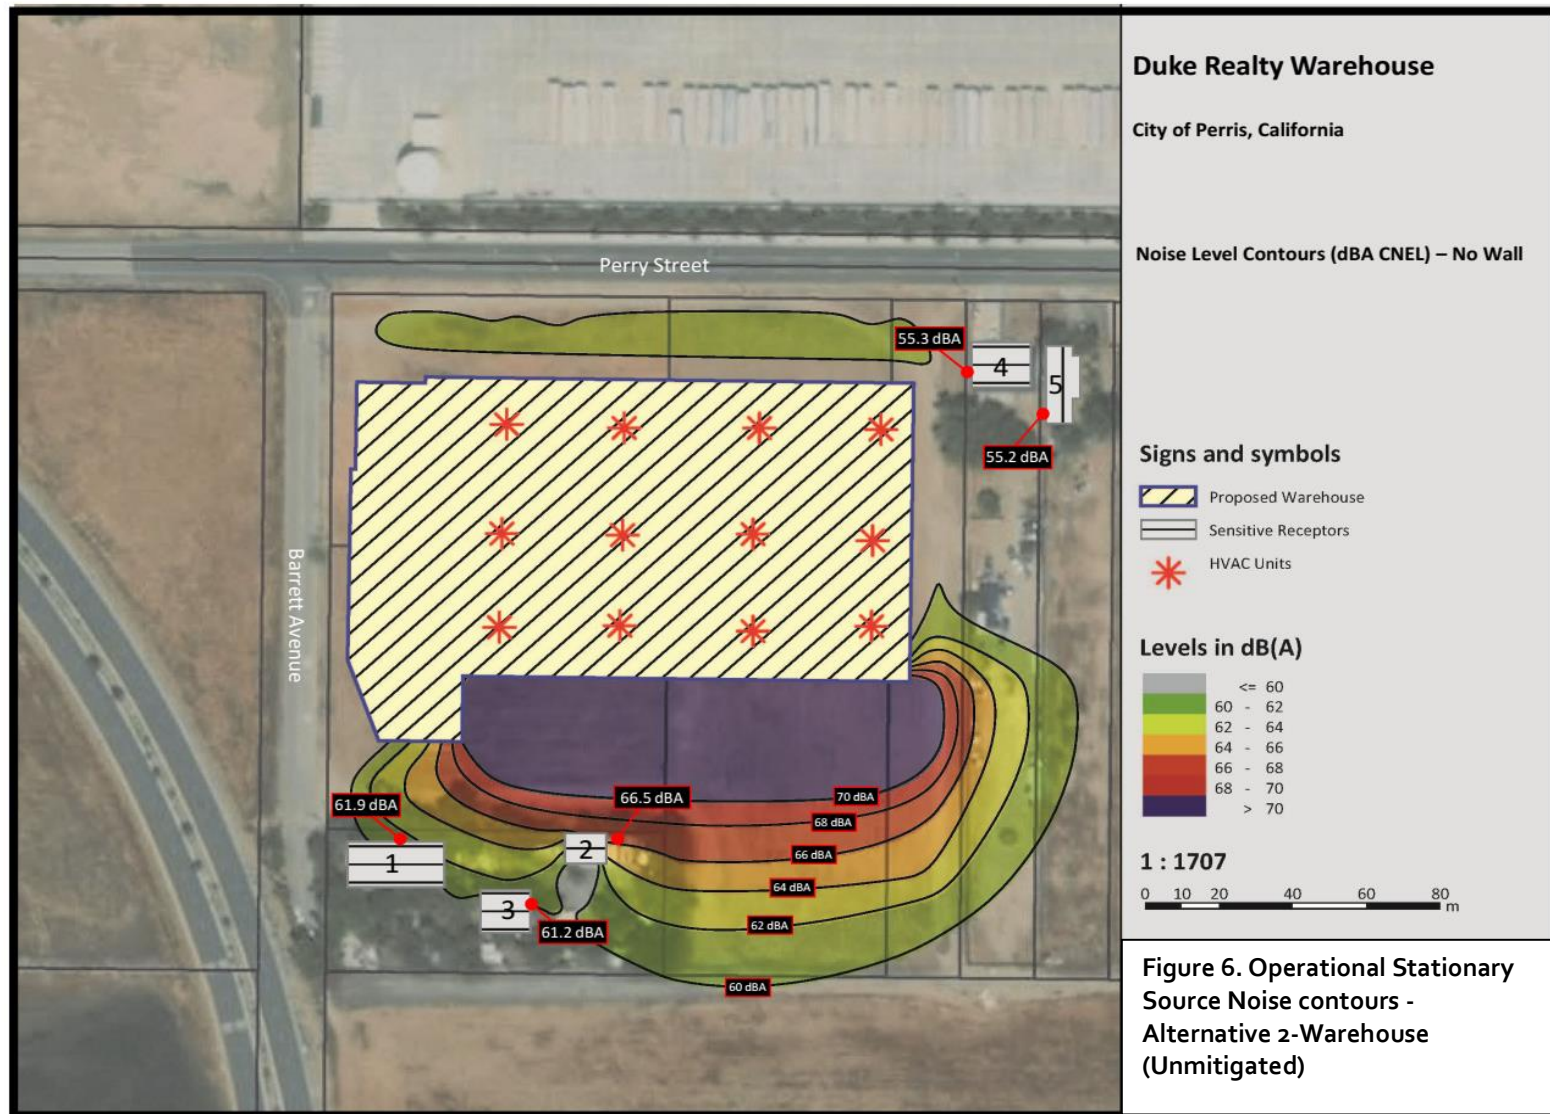 Duke Realty Warehouse
City of Perris, California
Noise Level Contours (dBA CNEL) – No Wall
Perry Street
Barrett Avenue
55.3 dBA
4
5
55.2 dBA
61.9 dBA
66.5 dBA
1
2
3
61.2 dBA
70 dBA
68 dBA
66 dBA
64 dBA
62 dBA
60 dBA
Signs and symbols
Proposed Warehouse
Sensitive Receptors
HVAC Units
Levels in dB(A)
<= 60
60 - 62
62 - 64
64 - 66
66 - 68
68 - 70
> 70
1 : 1707
0 10 20 40 60 80
m
Figure 6. Operational Stationary
Source Noise contours -
Alternative 2-Warehouse
(Unmitigated)